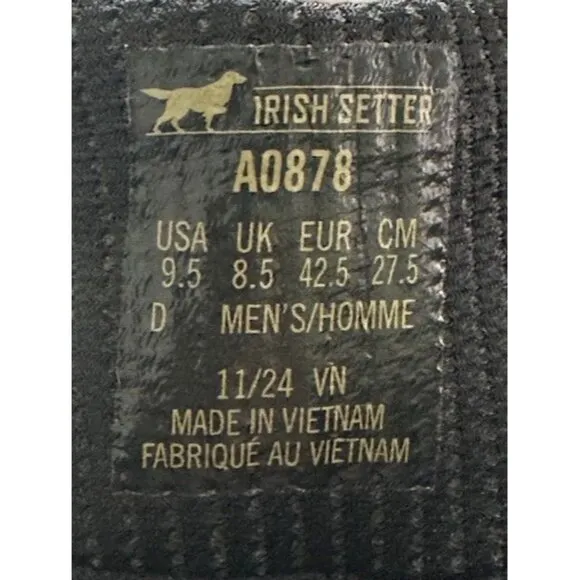 IRISH SETTER
A0878
USA UK EUR CM
9.5 8.5 42.5 27.5
D MEN'S/HOMME
11/24 VN
MADE IN VIETNAM
FABRIQUÉ AU VIETNAM